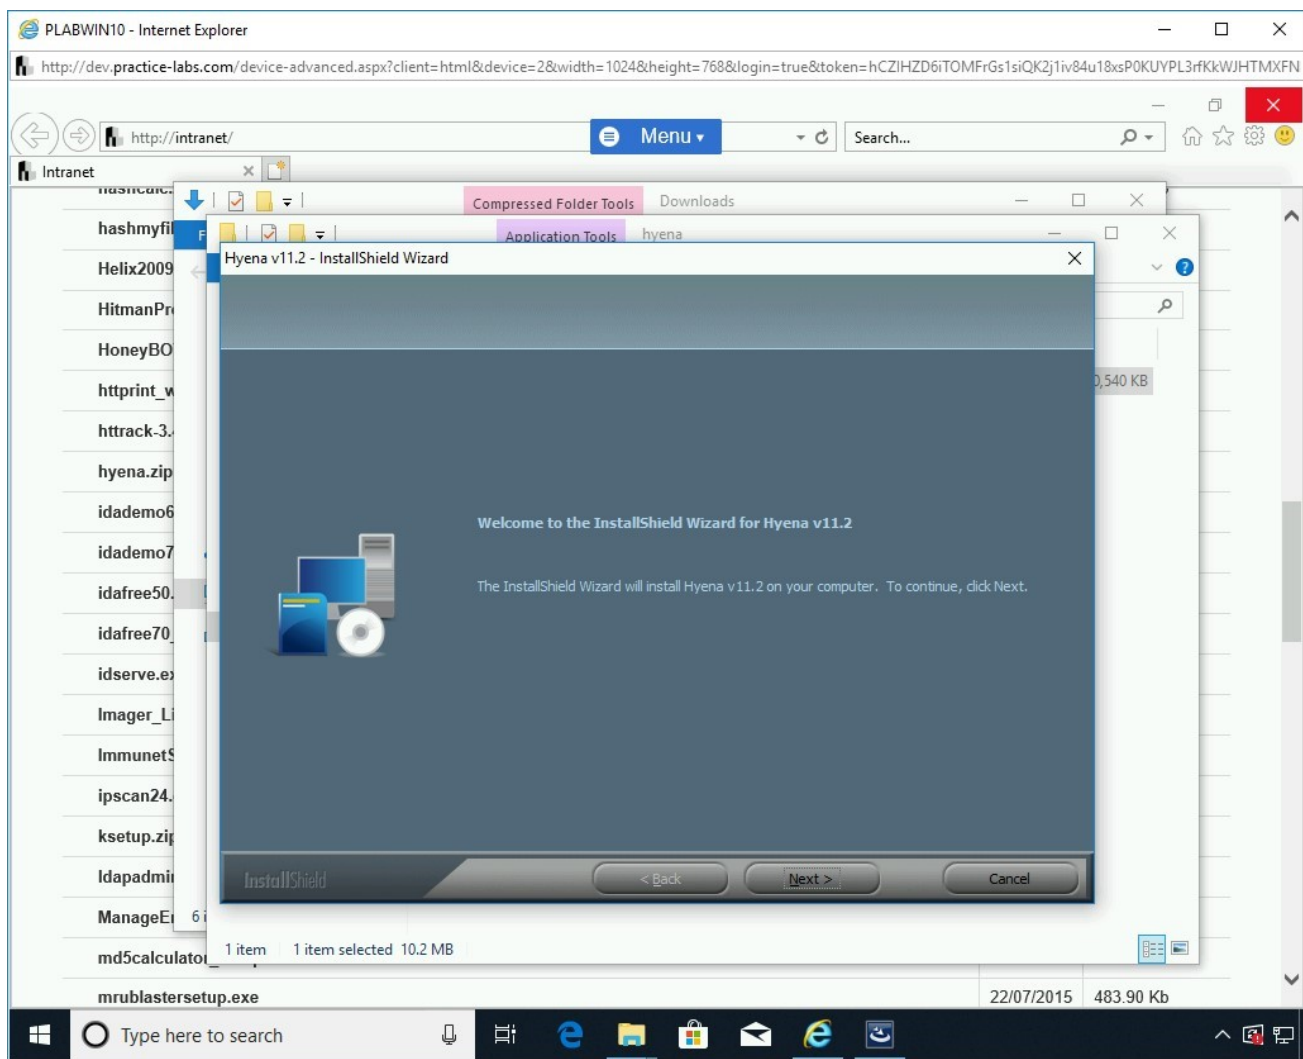 PLABWIN10 - Internet Explorer
http://dev.practice-labs.com/device-advanced.aspx?client=html&device=2&width=1024&height=768&login=true&token=hCZIHZD6iTOMFrGs1siQK2j1iv84u18xsP0KUYPL3rfKkWJHTMXFN
http://intranet/
Menu
Search...
Intranet
Compressed Folder Tools
Downloads
Application Tools
hyena
hashmyfil
Helix2009
HitmanPr
HoneyBO
httprint_w
httrack-3.
hyena.zip
idademo6
idademo7
idafree50.
idafree70_
idserve.ex
Imager_Li
ImmunetS
ipscan24.
ksetup.zip
ldapadmi
ManageE
md5calculato
mrublastersetup.exe
22/07/2015
483.90 Kb
0,540 KB
Hyena v11.2 - InstallShield Wizard
Welcome to the InstallShield Wizard for Hyena v11.2
The InstallShield Wizard will install Hyena v11.2 on your computer. To continue, click Next.
InstallShield
< Back
Next >
Cancel
6 i
1 item
1 item selected 10.2 MB
Type here to search